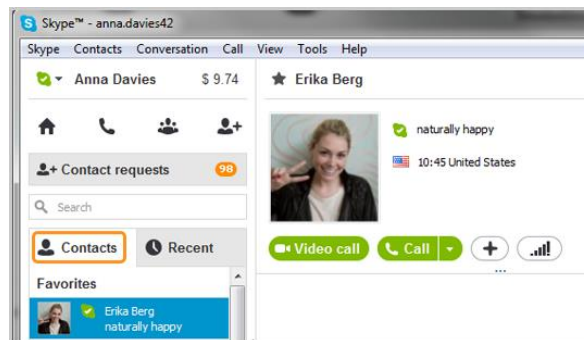 Skype™ - anna.davies42
Skype Contacts Conversation Call View Tools Help
Anna Davies $ 9.74
Contact requests 98
Search
Contacts Recent
Favorites
Erika Berg
naturally happy
Erika Berg
naturally happy
10:45 United States
Video call Call